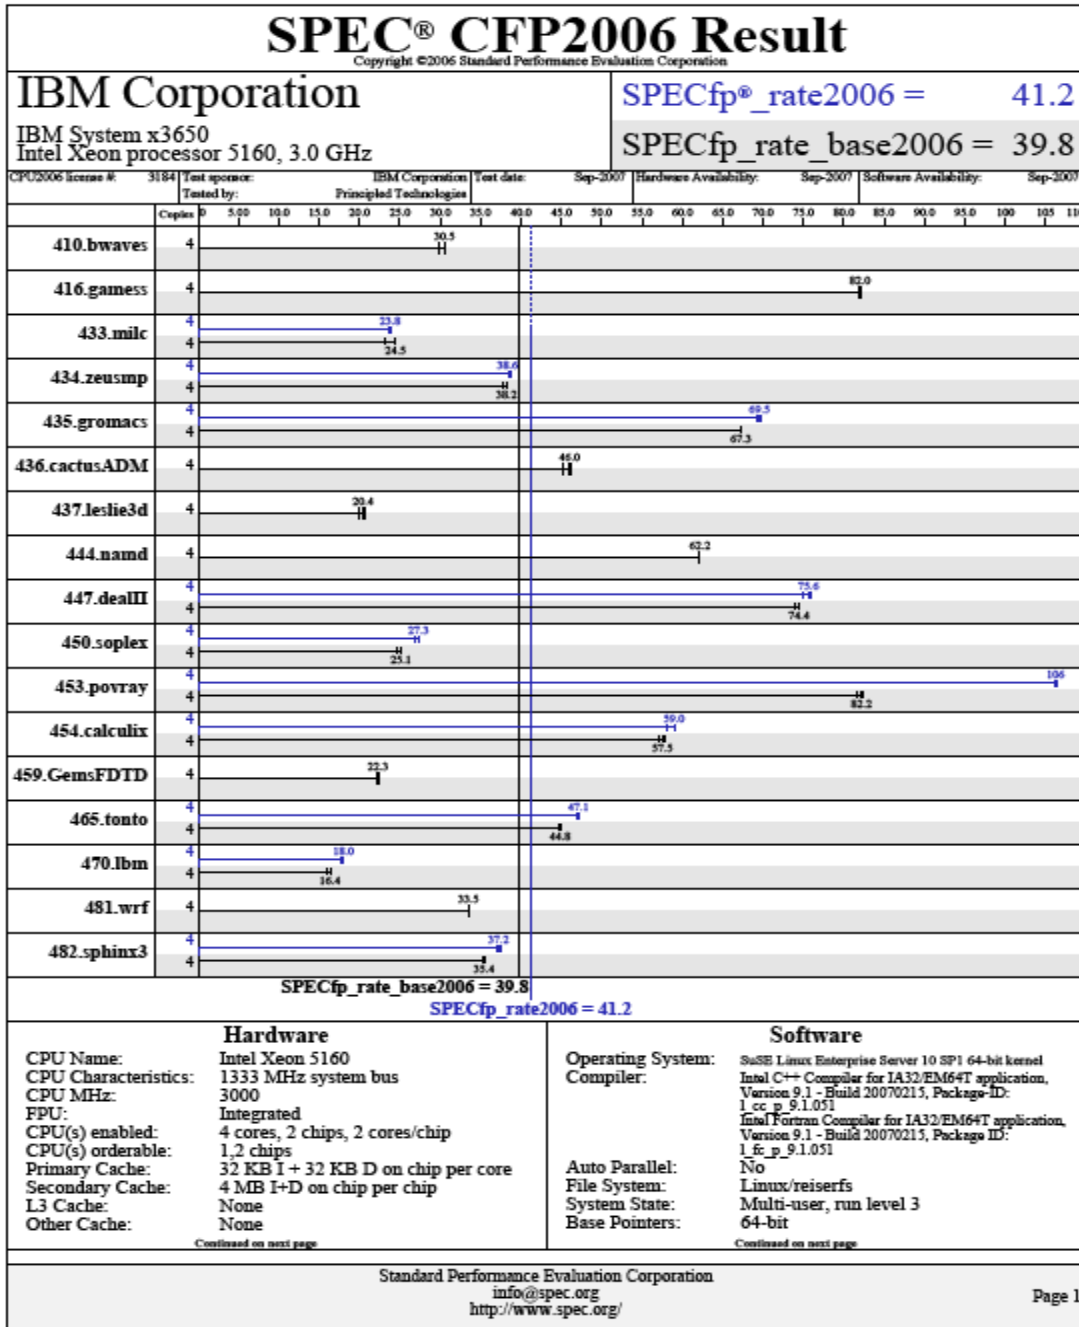 SPEC® CFP2006 Result
Copyright ©2006 Standard Performance Evaluation Corporation
IBM Corporation
IBM System x3650
Intel Xeon processor 5160, 3.0 GHz
SPECfp®_rate2006 = 41.2
SPECfp_rate_base2006 = 39.8
CPU2006 license #: 3184 Test sponsor: IBM Corporation Test date: Sep-2007 Hardware Availability: Sep-2007 Software Availability: Sep-2007
Tested by: Principled Technologies
Copies 0 5.00 10.0 15.0 20.0 25.0 30.0 35.0 40.0 45.0 50.0 55.0 60.0 65.0 70.0 75.0 80.0 85.0 90.0 95.0 100 105 110
410.bwaves 4 30.5
416.gamess 4 82.0
433.milc 4 23.8
4 24.5
434.zeusmp 4 38.6
4 38.2
435.gromacs 4 69.5
4 67.3
436.cactusADM 4 46.0
437.leslie3d 4 20.4
444.namd 4 62.2
447.dealII 4 75.6
4 74.4
450.soplex 4 27.3
4 25.1
453.povray 4 106
4 82.2
454.calculix 4 59.0
4 57.5
459.GemsFDTD 4 22.3
465.tonto 4 47.1
4 44.8
470.lbm 4 18.0
4 16.4
481.wrf 4 33.5
482.sphinx3 4 37.2
4 35.4
SPECfp_rate_base2006 = 39.8
SPECfp_rate2006 = 41.2
Hardware
CPU Name: Intel Xeon 5160
CPU Characteristics: 1333 MHz system bus
CPU MHz: 3000
FPU: Integrated
CPU(s) enabled: 4 cores, 2 chips, 2 cores/chip
CPU(s) orderable: 1,2 chips
Primary Cache: 32 KB I + 32 KB D on chip per core
Secondary Cache: 4 MB I+D on chip per chip
L3 Cache: None
Other Cache: None
Continued on next page
Software
Operating System: SuSE Linux Enterprise Server 10 SP1 64-bit kernel
Compiler: Intel C++ Compiler for IA32/EM64T application,
Version 9.1 - Build 20070215, Package-ID:
l_cc_p_9.1.051
Intel Fortran Compiler for IA32/EM64T application,
Version 9.1 - Build 20070215, Package ID:
l_fc_p_9.1.051
Auto Parallel: No
File System: Linux/reiserfs
System State: Multi-user, run level 3
Base Pointers: 64-bit
Continued on next page
Standard Performance Evaluation Corporation
info@spec.org
http://www.spec.org/
Page 1